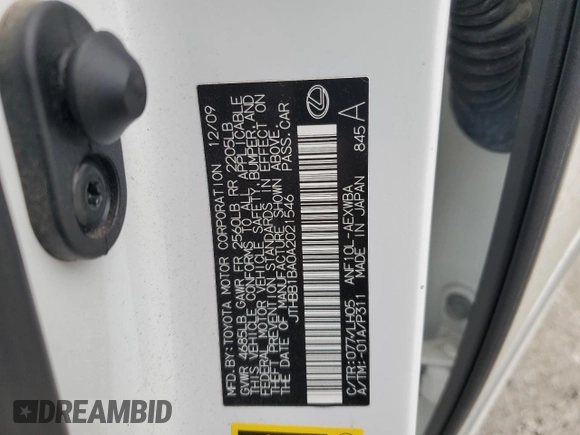 MFD. BY: TOYOTA MOTOR CORPORATION 12/09
GVWR 4685LB GAWR FR 2560LB RR 2205LB
THIS VEHICLE CONFORMS TO ALL APPLICABLE
FEDERAL MOTOR VEHICLE SAFETY, BUMPER, AND
THEFT PREVENTION STANDARDS IN EFFECT ON
THE DATE OF MANUFACTURE SHOWN ABOVE.
JTHBB1BA0A2021546 PASS. CAR
C/TR: 077/LH05 ANF10L-AEXWBA
A/TM: -01A/P311 MADE IN JAPAN 845 A
DREAMBID